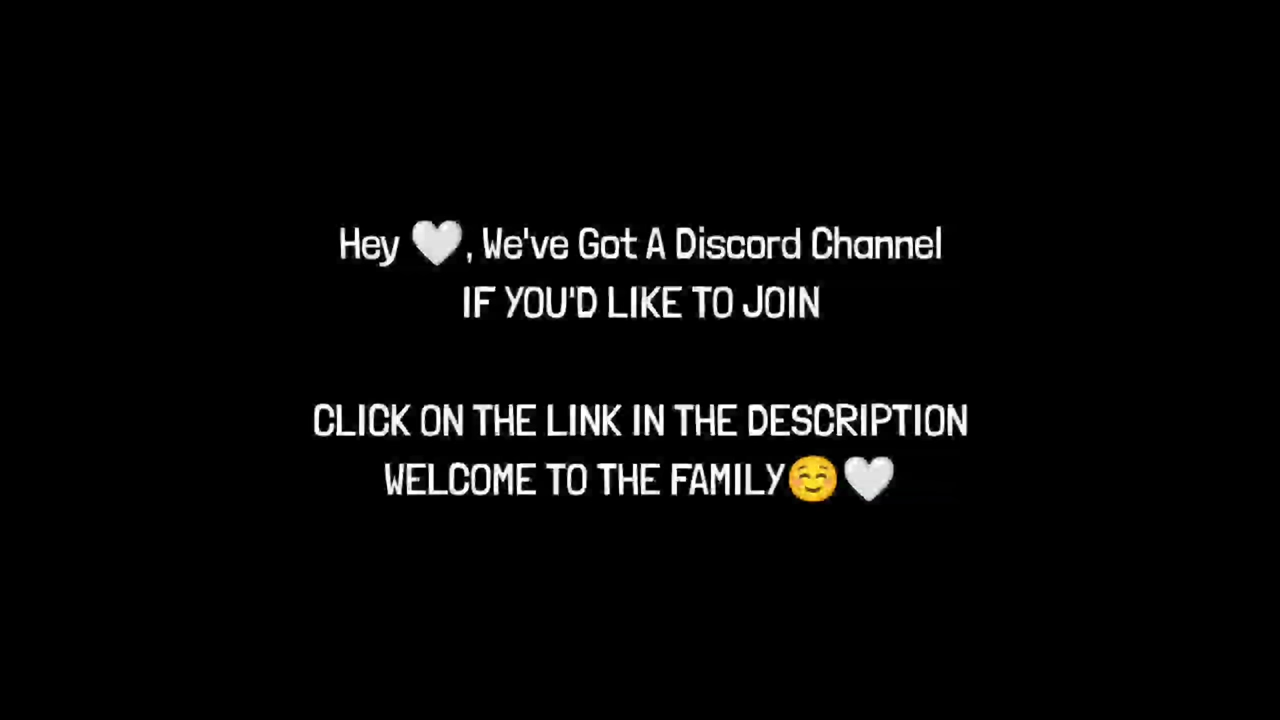 Hey 🤍, We've Got A Discord Channel
IF YOU'D LIKE TO JOIN
CLICK ON THE LINK IN THE DESCRIPTION
WELCOME TO THE FAMILY☺️🤍